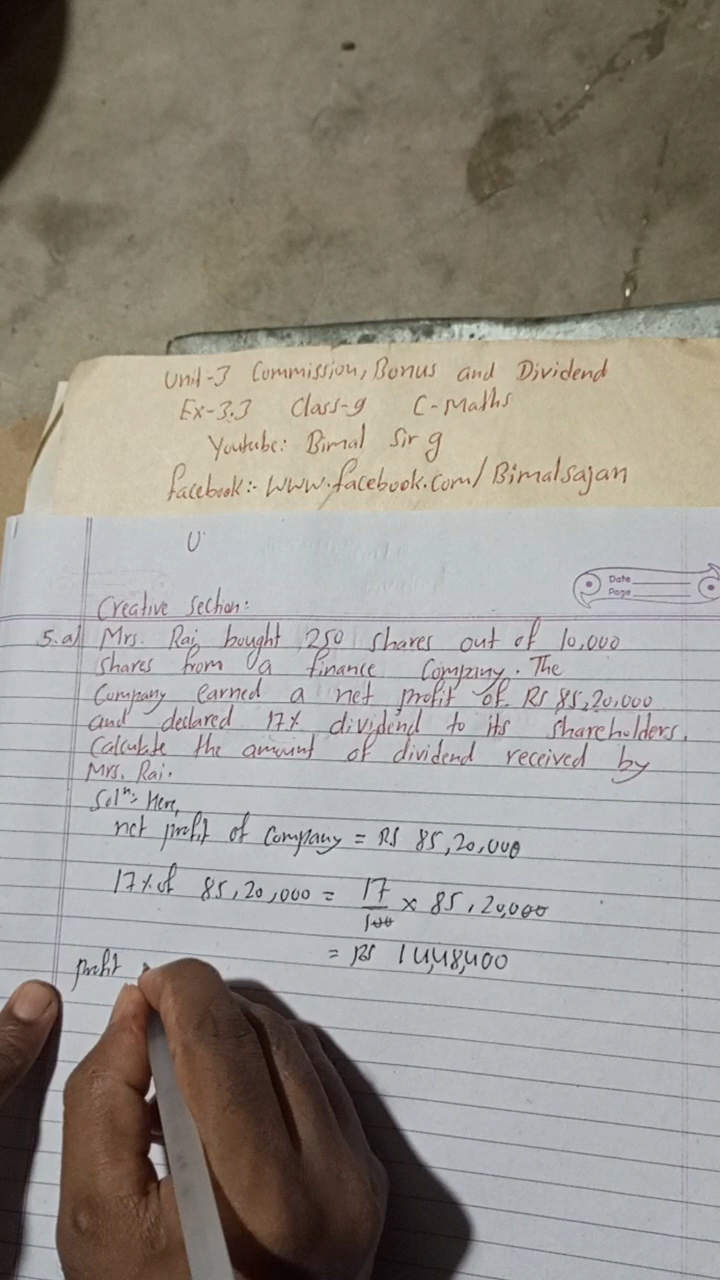 Unit-3 Commission, Bonus and Dividend
Ex-3.3 Class-9 C-Maths
Youtube: Bimal Sir g
facebook:- www.facebook.com/Bimalsajan
U
Date
Page
Creative Section:
5.a) Mrs. Rai bought 250 shares out of 10,000
shares from a finance Company. The
Company earned a net profit of Rs 85,20,000
and declared 17% dividend to its shareholders.
Calculate the amount of dividend received by
Mrs. Rai.
Solⁿ: Here,
net profit of Company = Rs 85,20,000
17% of 85,20,000 = 17/100 × 85,20,000
= Rs 14,48,400
profit